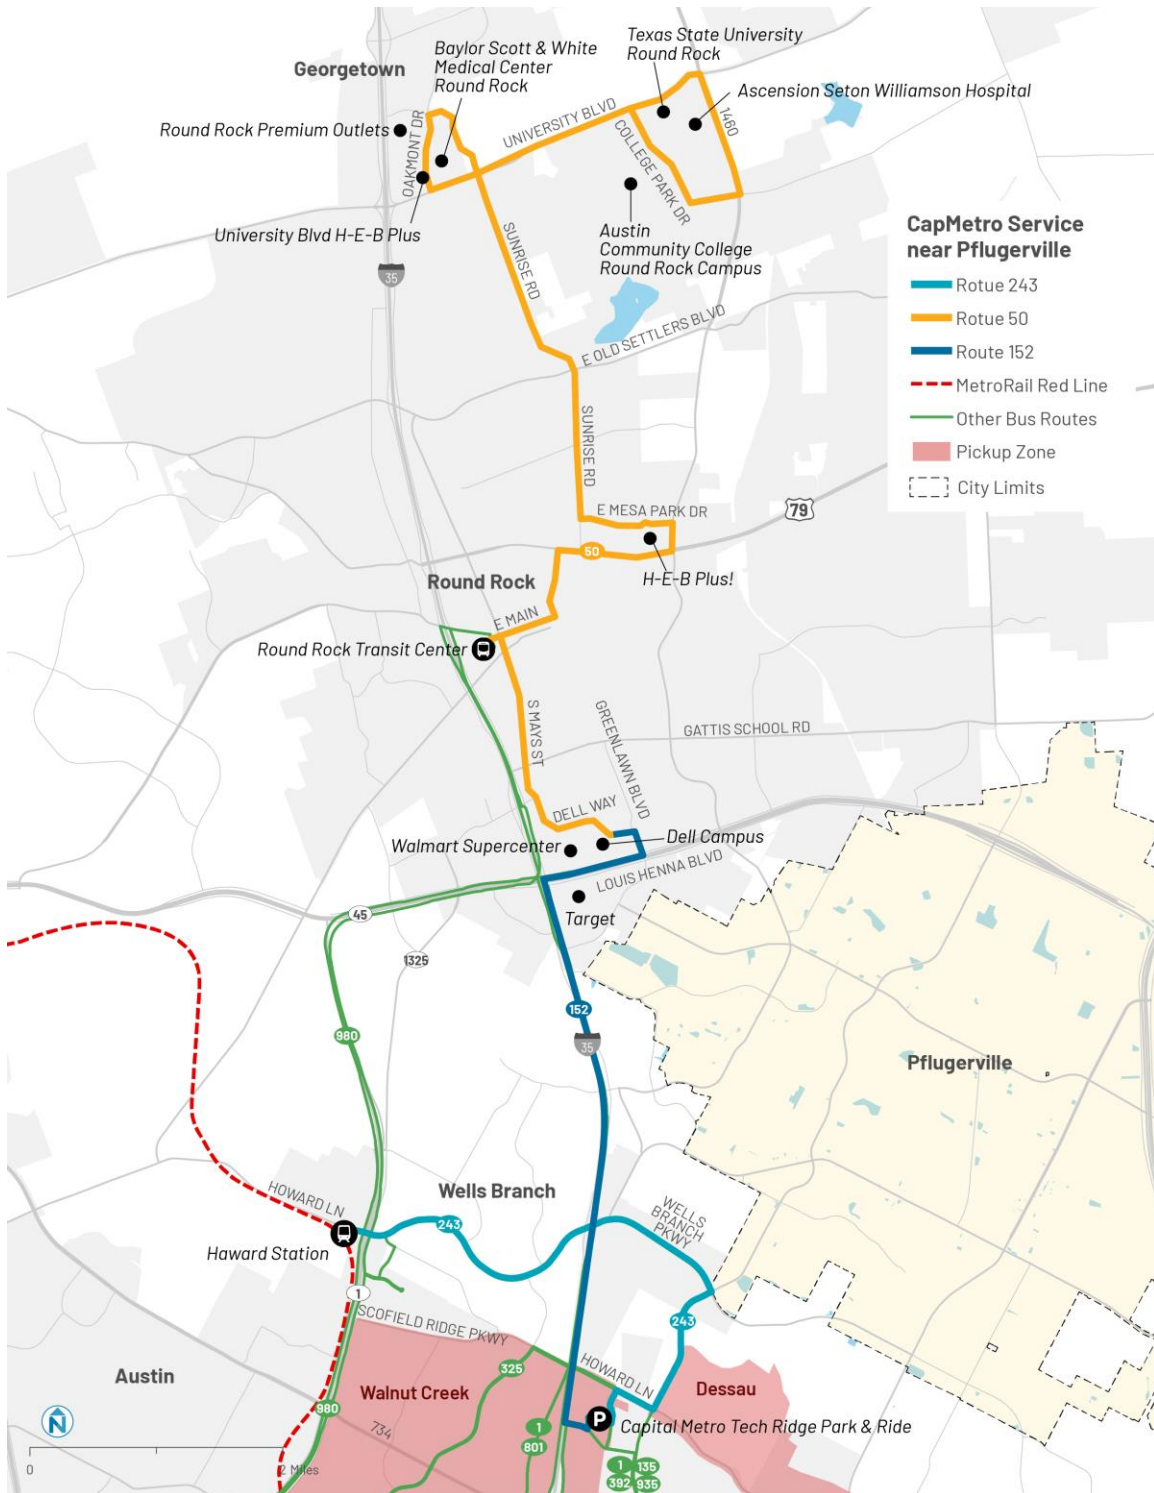 Georgetown
Baylor Scott & White
Medical Center
Round Rock
Texas State University
Round Rock
Ascension Seton Williamson Hospital
Round Rock Premium Outlets
OAKMONT DR
UNIVERSITY BLVD
COLLEGE PARK DR
1460
University Blvd H-E-B Plus
35
SUNRISE RD
Austin
Community College
Round Rock Campus
E OLD SETTLERS BLVD
CapMetro Service
near Pflugerville
Rotue 243
Rotue 50
Route 152
MetroRail Red Line
Other Bus Routes
Pickup Zone
City Limits
SUNRISE RD
E MESA PARK DR
79
50
H-E-B Plus!
Round Rock
E MAIN
Round Rock Transit Center
S MAYS ST
GREENLAWN BLVD
GATTIS SCHOOL RD
DELL WAY
Walmart Supercenter
Dell Campus
LOUIS HENNA BLVD
Target
45
1325
152
980
35
Pflugerville
Wells Branch
HOWARD LN
243
WELLS
BRANCH
PKWY
Haward Station
1
SCOFIELD RIDGE PKWY
243
325
HOWARD LN
Austin
Walnut Creek
Dessau
980
734
P
Capital Metro Tech Ridge Park & Ride
1
801
N
0
2 Miles
1
135
392
935